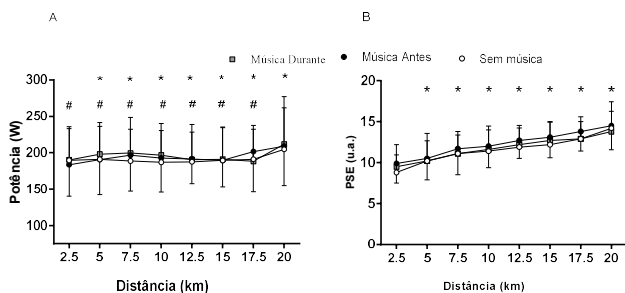 A
B
Música Durante Música Antes Sem música
* * * * * * *
# # # # # # #
300
250
200
150
100
Potência (W)
2.5 5 7.5 10 12.5 15 17.5 20
Distância (km)
* * * * * * *
20
15
10
5
0
PSE (u.a.)
2.5 5 7.5 10 12.5 15 17.5 20
Distância (km)